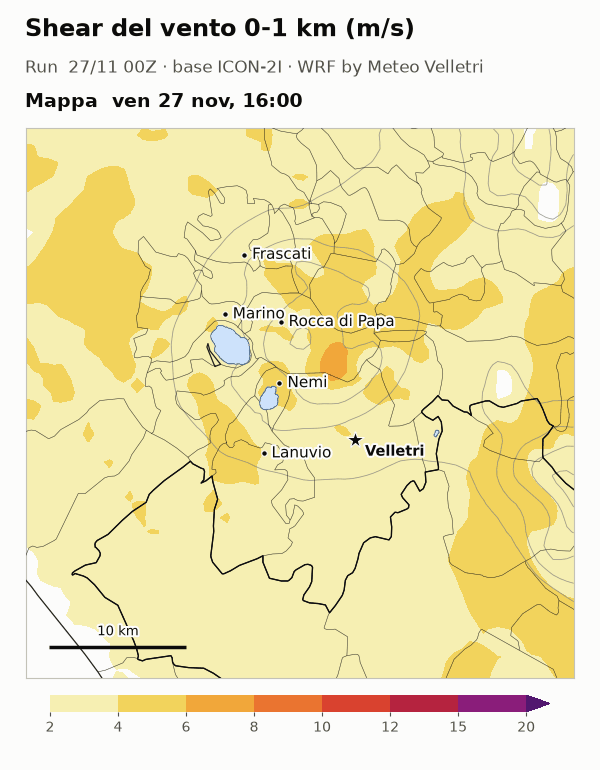 Shear del vento 0-1 km (m/s)
Run 27/11 00Z · base ICON-2I · WRF by Meteo Velletri
Mappa ven 27 nov, 16:00
Frascati
Marino
Rocca di Papa
Nemi
Velletri
Lanuvio
10 km
2 4 6 8 10 12 15 20